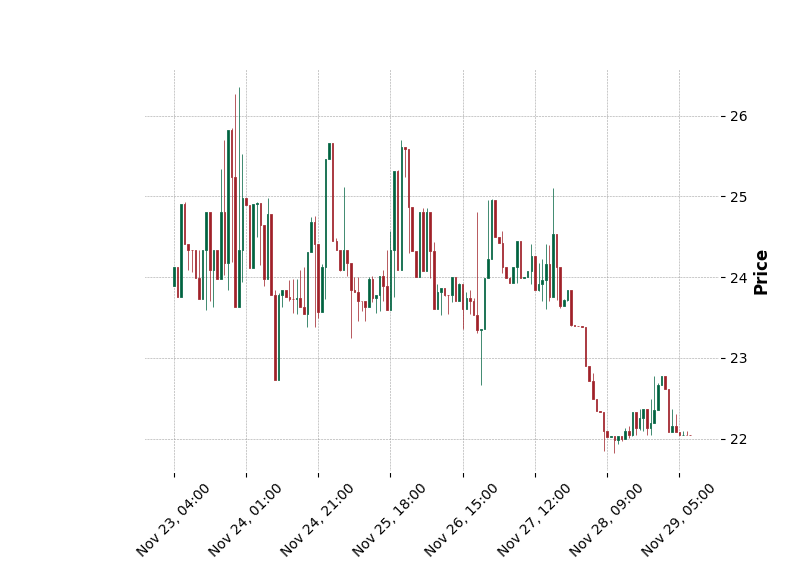 26
25
24
23
22
Price
Nov 23, 04:00
Nov 24, 01:00
Nov 24, 21:00
Nov 25, 18:00
Nov 26, 15:00
Nov 27, 12:00
Nov 28, 09:00
Nov 29, 05:00